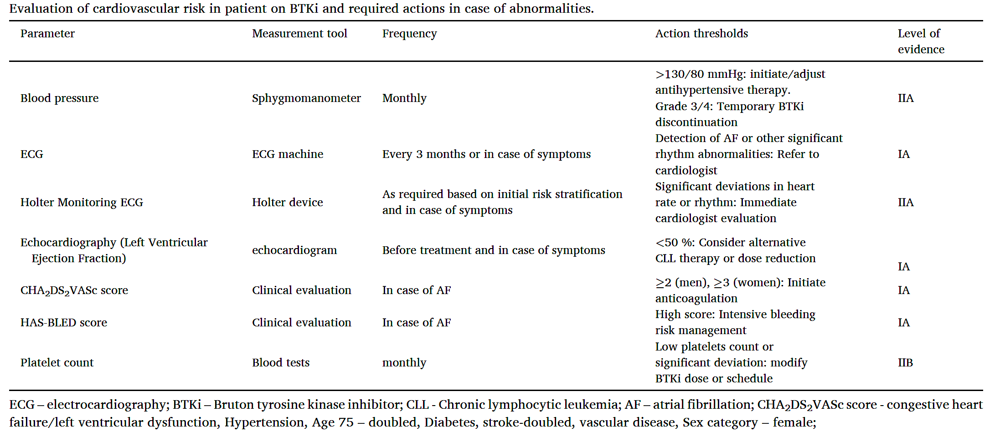 Evaluation of cardiovascular risk in patient on BTKi and required actions in case of abnormalities.
Parameter Measurement tool Frequency Action thresholds Level of
evidence
>130/80 mmHg: initiate/adjust
antihypertensive therapy.
Blood pressure Sphygmomanometer Monthly IIA
Grade 3/4: Temporary BTKi
discontinuation
Detection of AF or other significant
ECG ECG machine Every 3 months or in case of symptoms rhythm abnormalities: Refer to IA
cardiologist
Significant deviations in heart
As required based on initial risk stratification
Holter Monitoring ECG Holter device rate or rhythm: Immediate IIA
and in case of symptoms
cardiologist evaluation
Echocardiography (Left Ventricular <50 %: Consider alternative
echocardiogram Before treatment and in case of symptoms
Ejection Fraction) CLL therapy or dose reduction
IA
≥2 (men), ≥3 (women): Initiate
CHA₂DS₂VASc score Clinical evaluation In case of AF IA
anticoagulation
High score: Intensive bleeding
HAS-BLED score Clinical evaluation In case of AF IA
risk management
Low platelets count or
Platelet count Blood tests monthly significant deviation: modify IIB
BTKi dose or schedule
ECG – electrocardiography; BTKi – Bruton tyrosine kinase inhibitor; CLL - Chronic lymphocytic leukemia; AF – atrial fibrillation; CHA₂DS₂VASc score - congestive heart
failure/left ventricular dysfunction, Hypertension, Age 75 – doubled, Diabetes, stroke-doubled, vascular disease, Sex category – female;